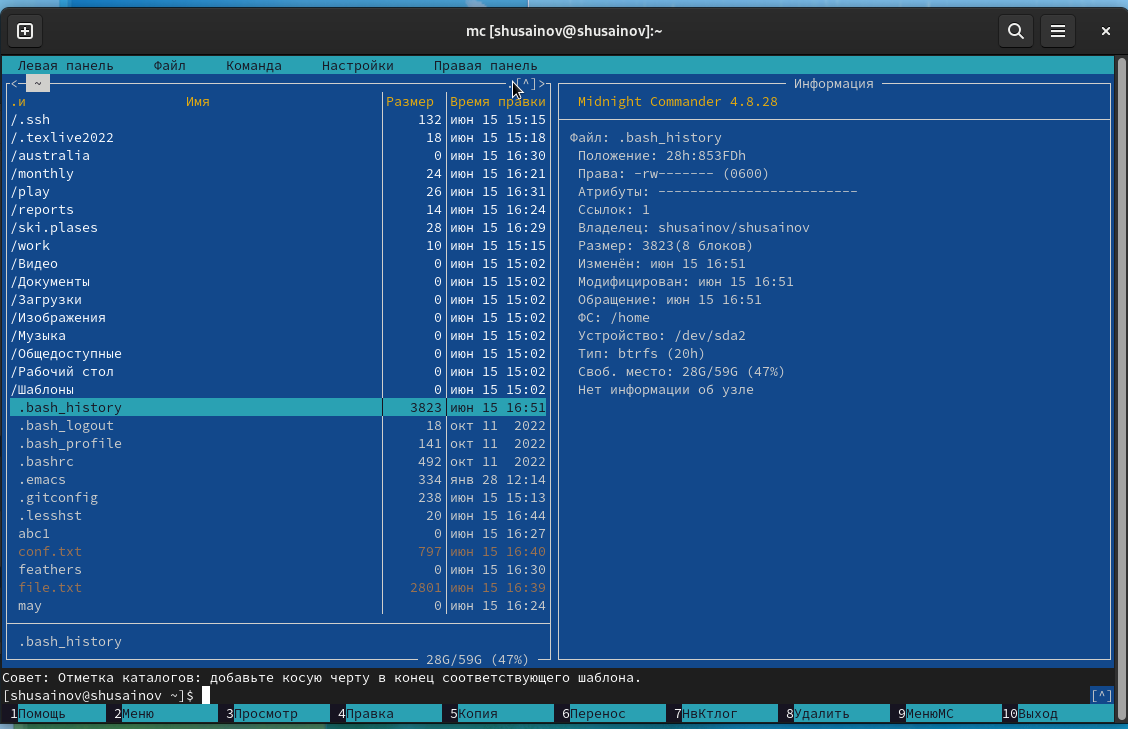 mc [shusainov@shusainov]:~
Левая панель Файл Команда Настройки Правая панель
<─ ~ .[^]>
.и Имя Размер Время правки
/.ssh 132 июн 15 15:15
/.texlive2022 18 июн 15 15:18
/australia 0 июн 15 16:30
/monthly 24 июн 15 16:21
/play 26 июн 15 16:31
/reports 14 июн 15 16:24
/ski.plases 28 июн 15 16:29
/work 10 июн 15 15:15
/Видео 0 июн 15 15:02
/Документы 0 июн 15 15:02
/Загрузки 0 июн 15 15:02
/Изображения 0 июн 15 15:02
/Музыка 0 июн 15 15:02
/Общедоступные 0 июн 15 15:02
/Рабочий стол 0 июн 15 15:02
/Шаблоны 0 июн 15 15:02
.bash_history 3823 июн 15 16:51
.bash_logout 18 окт 11 2022
.bash_profile 141 окт 11 2022
.bashrc 492 окт 11 2022
.emacs 334 янв 28 12:14
.gitconfig 238 июн 15 15:13
.lesshst 20 июн 15 16:44
abc1 0 июн 15 16:27
conf.txt 797 июн 15 16:40
feathers 0 июн 15 16:30
file.txt 2801 июн 15 16:39
may 0 июн 15 16:24
.bash_history
28G/59G (47%)
Информация
Midnight Commander 4.8.28
Файл: .bash_history
Положение: 28h:853FDh
Права: -rw------- (0600)
Атрибуты: -------------------------
Ссылок: 1
Владелец: shusainov/shusainov
Размер: 3823(8 блоков)
Изменён: июн 15 16:51
Модифицирован: июн 15 16:51
Обращение: июн 15 16:51
ФС: /home
Устройство: /dev/sda2
Тип: btrfs (20h)
Своб. место: 28G/59G (47%)
Нет информации об узле
Совет: Отметка каталогов: добавьте косую черту в конец соответствующего шаблона.
[shusainov@shusainov ~]$ [^]
1Помощь 2Меню 3Просмотр 4Правка 5Копия 6Перенос 7НвКтлог 8Удалить 9МенюМС 10Выход